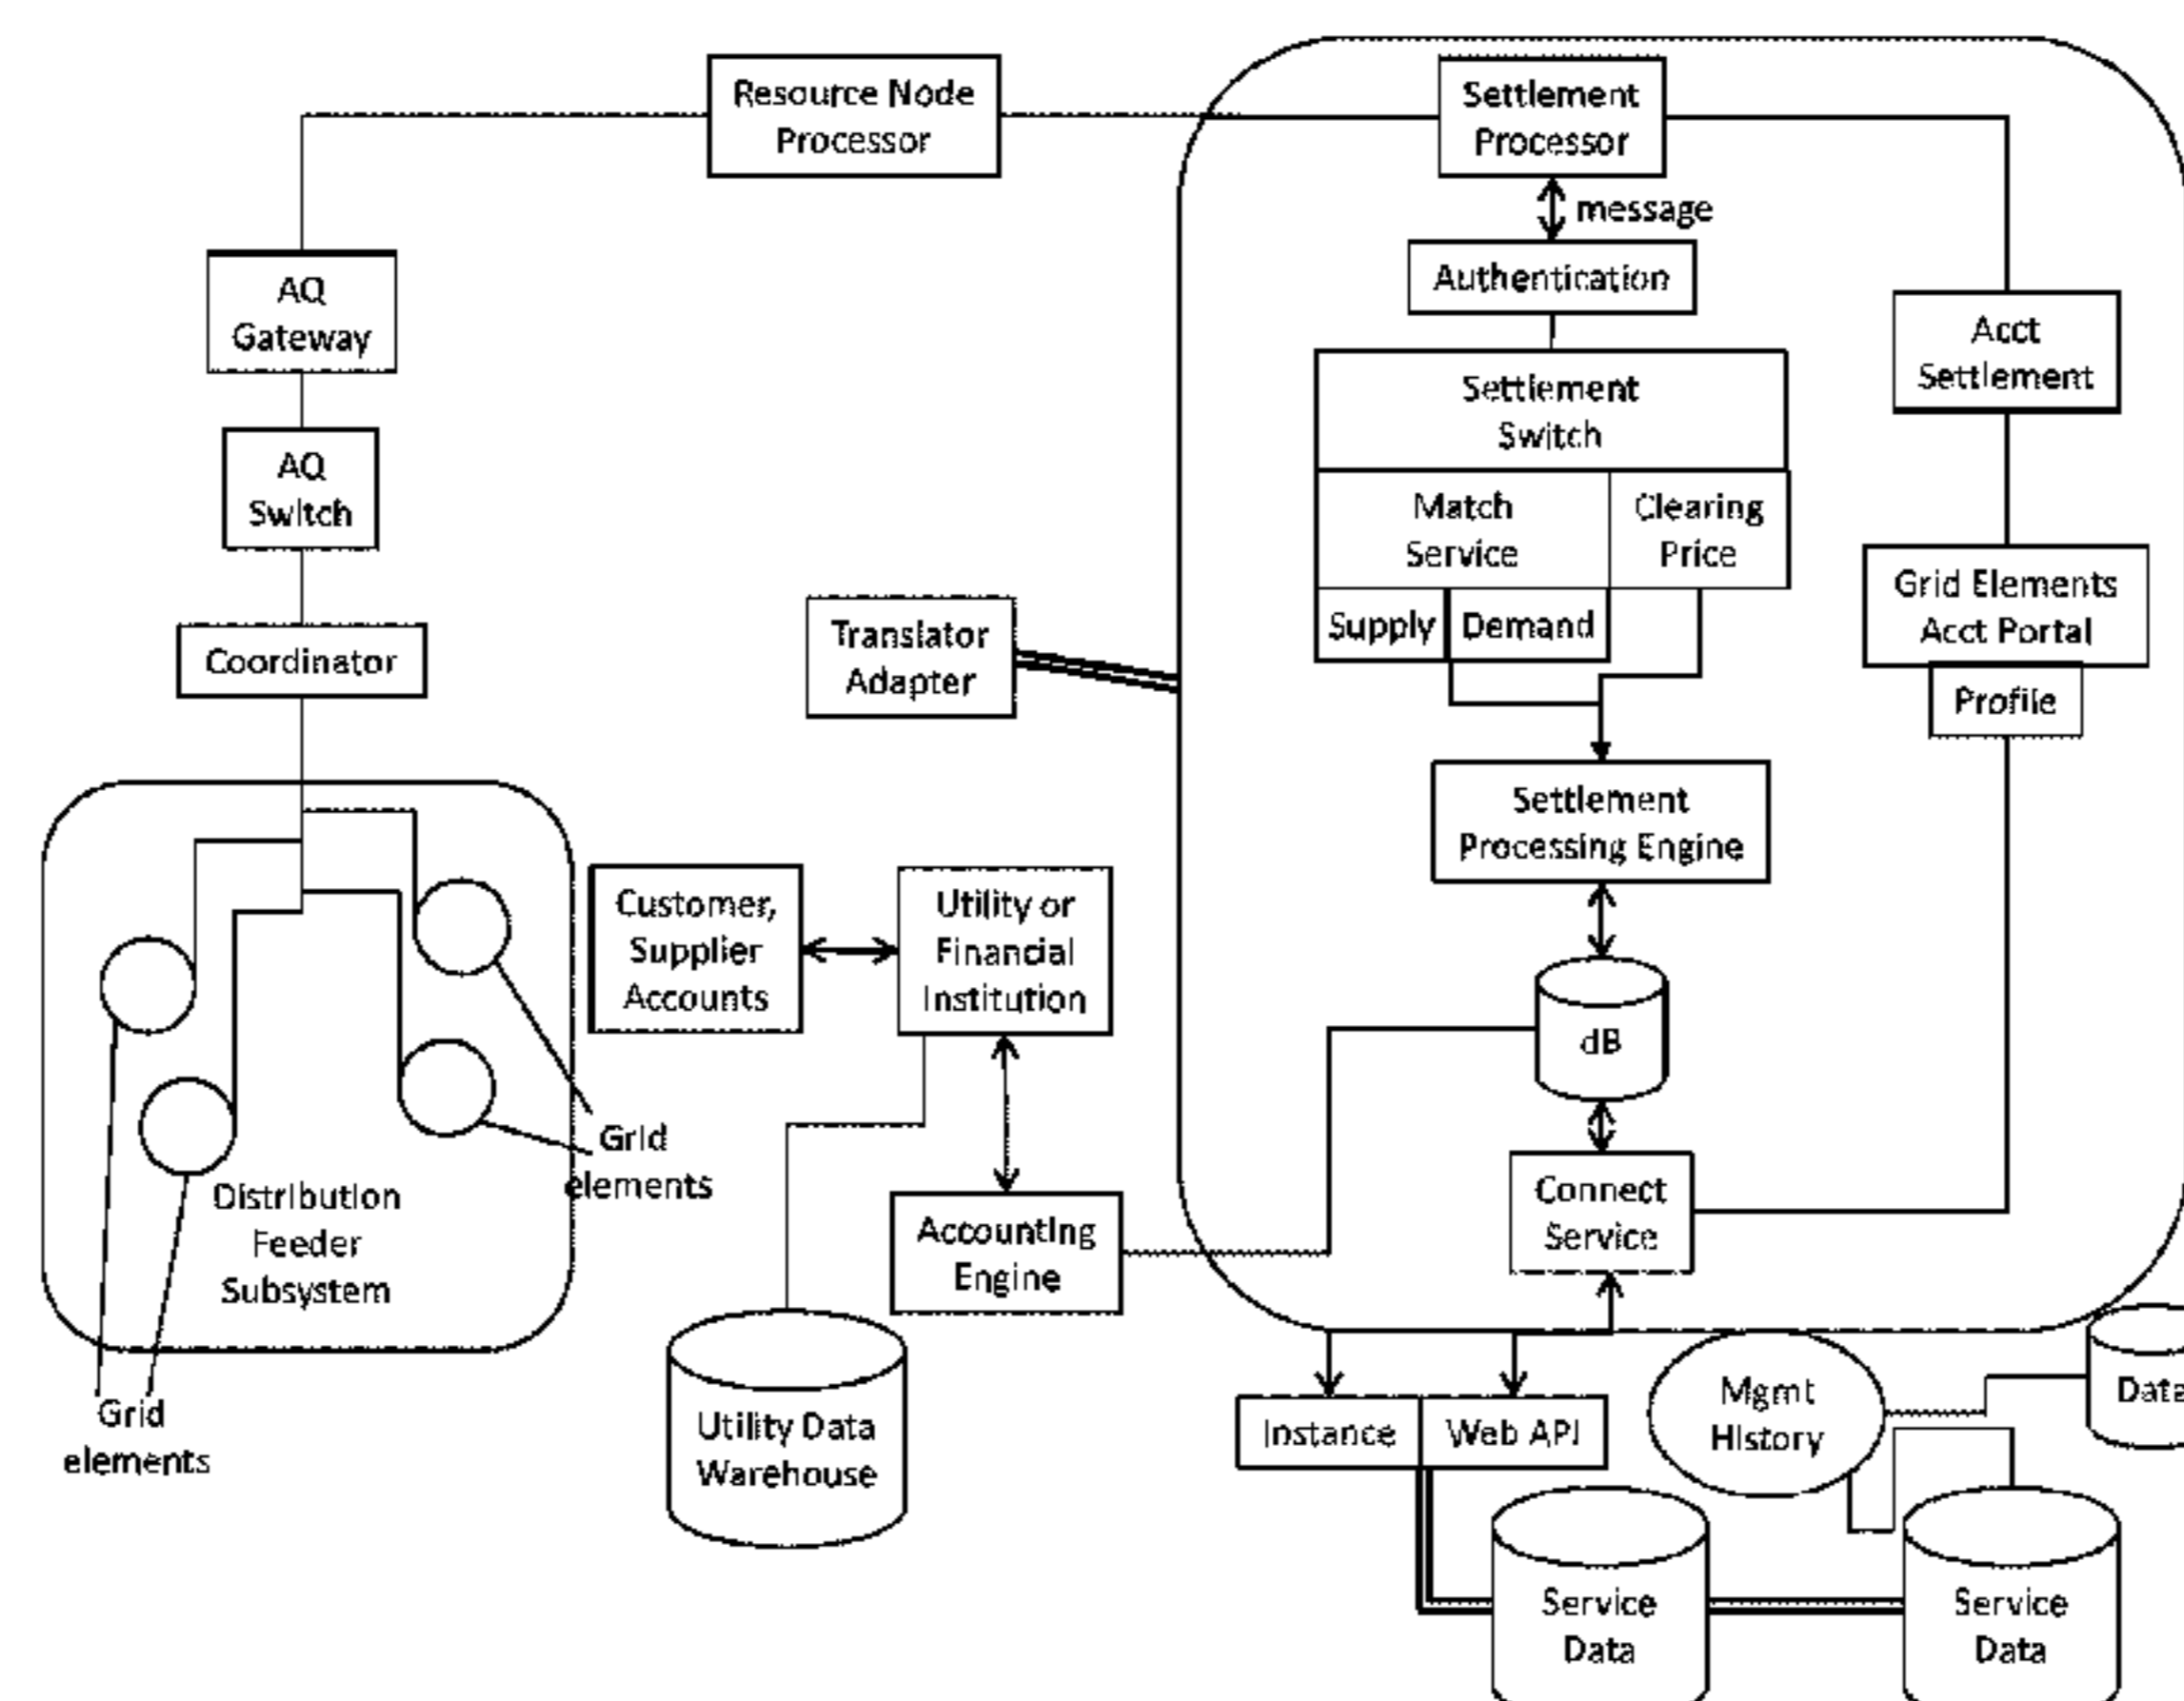 Resource Node
Processor
Settlement
Processor
message
Authentication
AQ
Gateway
Acct
Settlement
Settlement
Switch
AQ
Switch
Match
Service
Clearing
Price
Grid Elements
Acct Portal
Supply
Demand
Translator
Adapter
Coordinator
Profile
Settlement
Processing Engine
Customer,
Supplier
Accounts
Utility or
Financial
Institution
dB
Grid
elements
Distribution
Feeder
Subsystem
Connect
Service
Accounting
Engine
Grid
elements
Utility Data
Warehouse
Instance
Web API
Mgmt
History
Service
Data
Service
Data